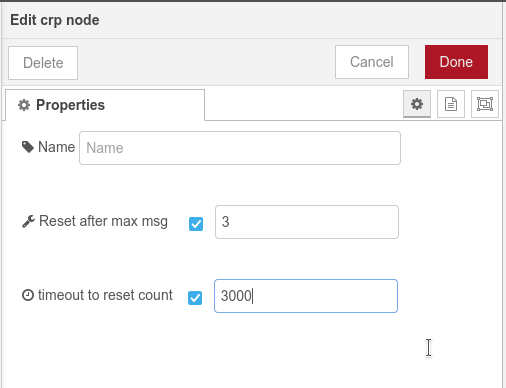 Edit crp node
Delete
Cancel
Done
Properties
Name
Name
Reset after max msg
3
timeout to reset count
3000